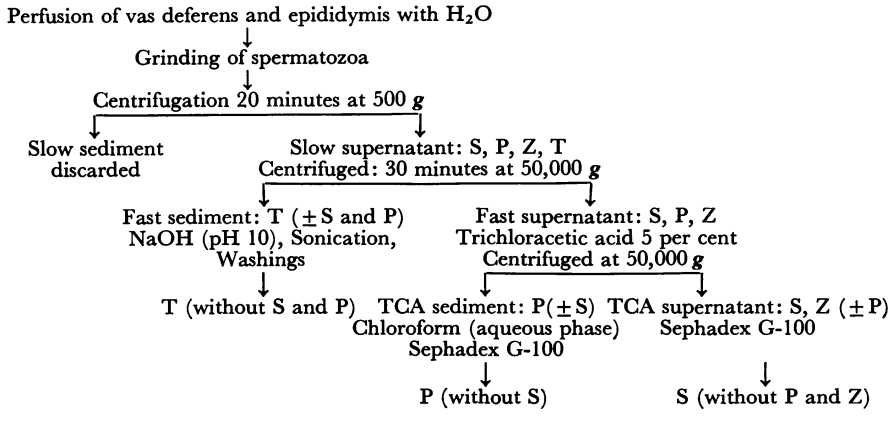 Perfusion of vas deferens and epididymis with H₂O
Grinding of spermatozoa
Centrifugation 20 minutes at 500 g
Slow sediment
discarded
Slow supernatant: S, P, Z, T
Centrifuged: 30 minutes at 50,000 g
Fast sediment: T (±S and P)
NaOH (pH 10), Sonication,
Washings
Fast supernatant: S, P, Z
Trichloracetic acid 5 per cent
Centrifuged at 50,000 g
T (without S and P)
TCA sediment: P(±S)
Chloroform (aqueous phase)
Sephadex G-100
TCA supernatant: S, Z (±P)
Sephadex G-100
P (without S)
S (without P and Z)